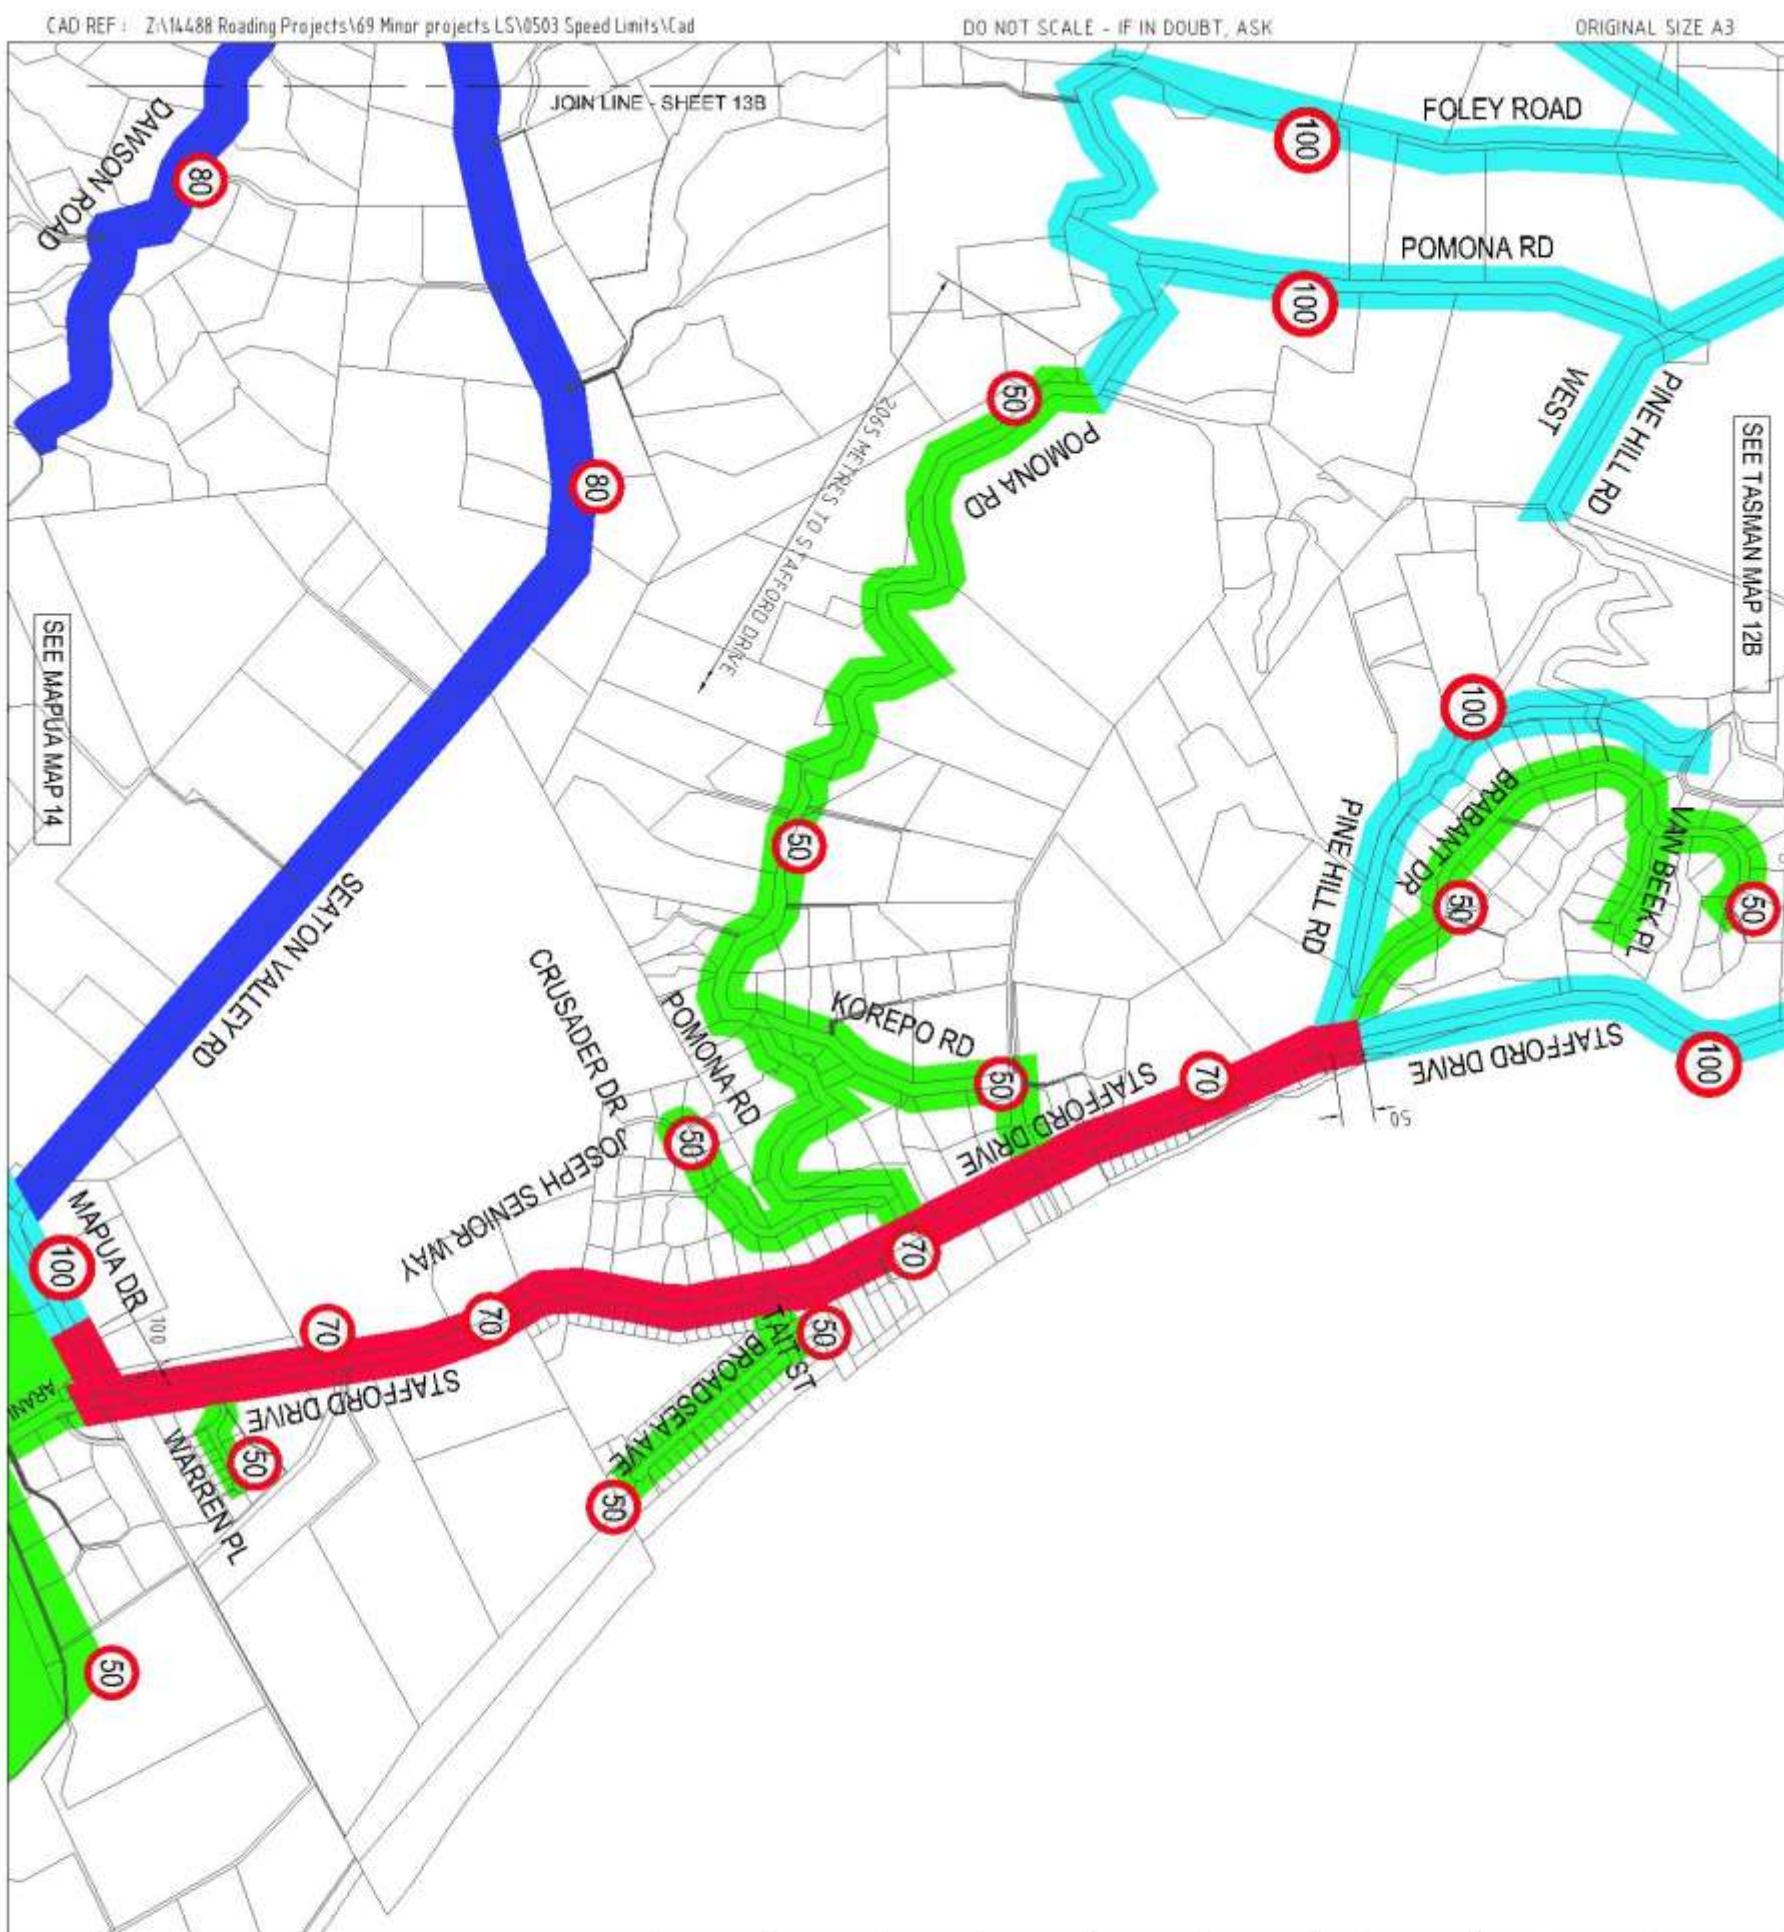 CAD REF : Z:\14488 Roading Projects\69 Minor projects LS\0503 Speed Limits\Cad
DO NOT SCALE - IF IN DOUBT, ASK
ORIGINAL SIZE A3
JOIN LINE - SHEET 13B
DAWSON ROAD
80
FOLEY ROAD
100
POMONA RD
100
PINE HILL RD
WEST
SEE TASMAN MAP 12B
50
POMONA RD
2065 METRES TO STAFFORD DRIVE
80
SEE MAPUA MAP 14
SEATON VALLEY RD
100
BRABANT DR
50
VAN BEEK PL
50
PINE HILL RD
50
KOREPO RD
50
CRUSADER DR
POMONA RD
JOSEPH SENIOR WAY
50
STAFFORD DRIVE
100
50
STAFFORD DRIVE
70
70
MAPUA DR
100
100
70
70
STAFFORD DRIVE
TAIT ST
50
BROADSEA AVE
50
WARREN PL
50
50